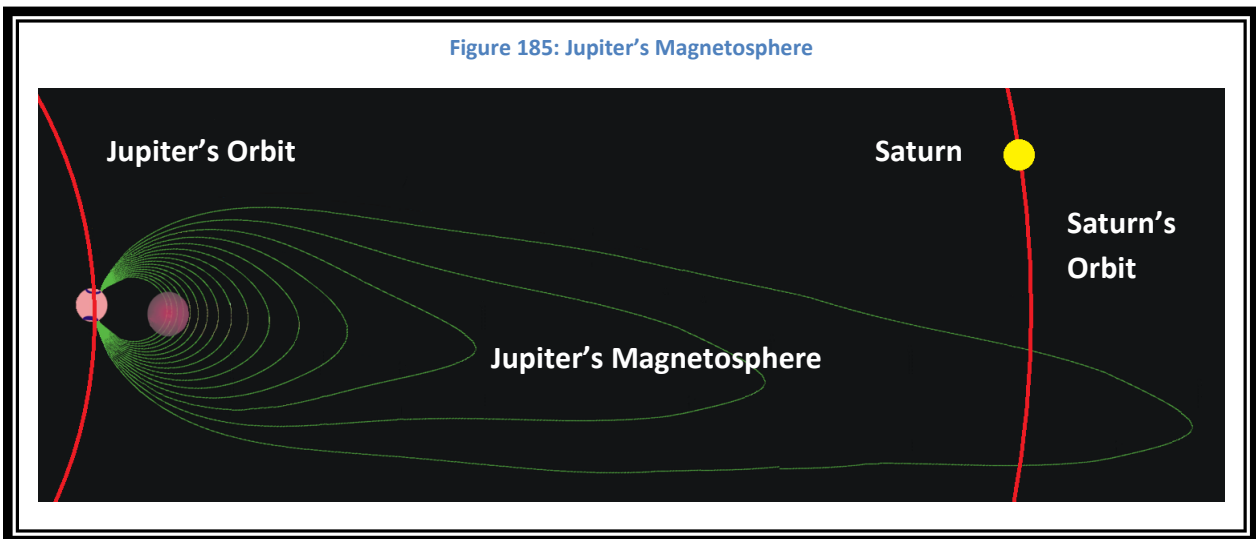 Figure 185: Jupiter’s Magnetosphere
Jupiter’s Orbit
Saturn
Saturn’s
Orbit
Jupiter’s Magnetosphere